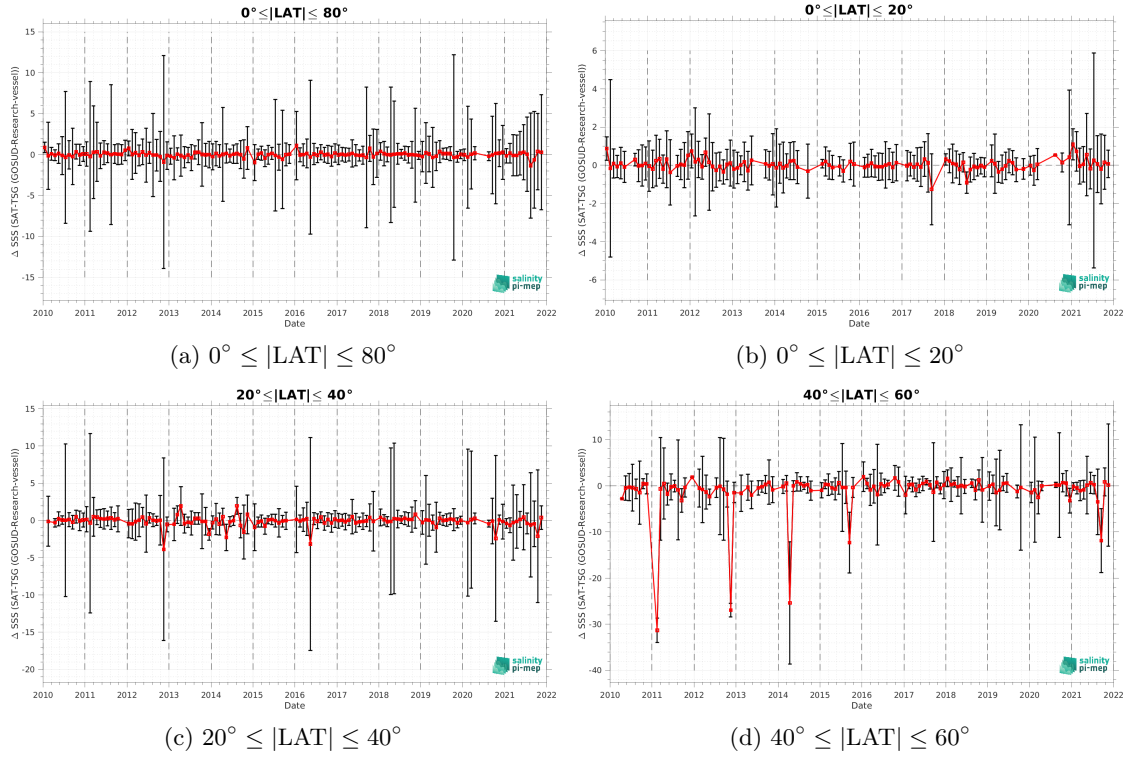 0°≤|LAT|≤ 80°
Δ SSS (SAT-TSG (GOSUD-Research-vessel))
15
10
5
0
-5
-10
-15
2010 2011 2012 2013 2014 2015 2016 2017 2018 2019 2020 2021 2022
Date
salinity
pi-mep
(a) 0° ≤ |LAT| ≤ 80°
0°≤|LAT|≤ 20°
Δ SSS (SAT-TSG (GOSUD-Research-vessel))
6
4
2
0
-2
-4
-6
2010 2011 2012 2013 2014 2015 2016 2017 2018 2019 2020 2021 2022
Date
salinity
pi-mep
(b) 0° ≤ |LAT| ≤ 20°
20°≤|LAT|≤ 40°
Δ SSS (SAT-TSG (GOSUD-Research-vessel))
15
10
5
0
-5
-10
-15
-20
2010 2011 2012 2013 2014 2015 2016 2017 2018 2019 2020 2021 2022
Date
salinity
pi-mep
(c) 20° ≤ |LAT| ≤ 40°
40°≤|LAT|≤ 60°
Δ SSS (SAT-TSG (GOSUD-Research-vessel))
10
0
-10
-20
-30
-40
2010 2011 2012 2013 2014 2015 2016 2017 2018 2019 2020 2021 2022
Date
salinity
pi-mep
(d) 40° ≤ |LAT| ≤ 60°